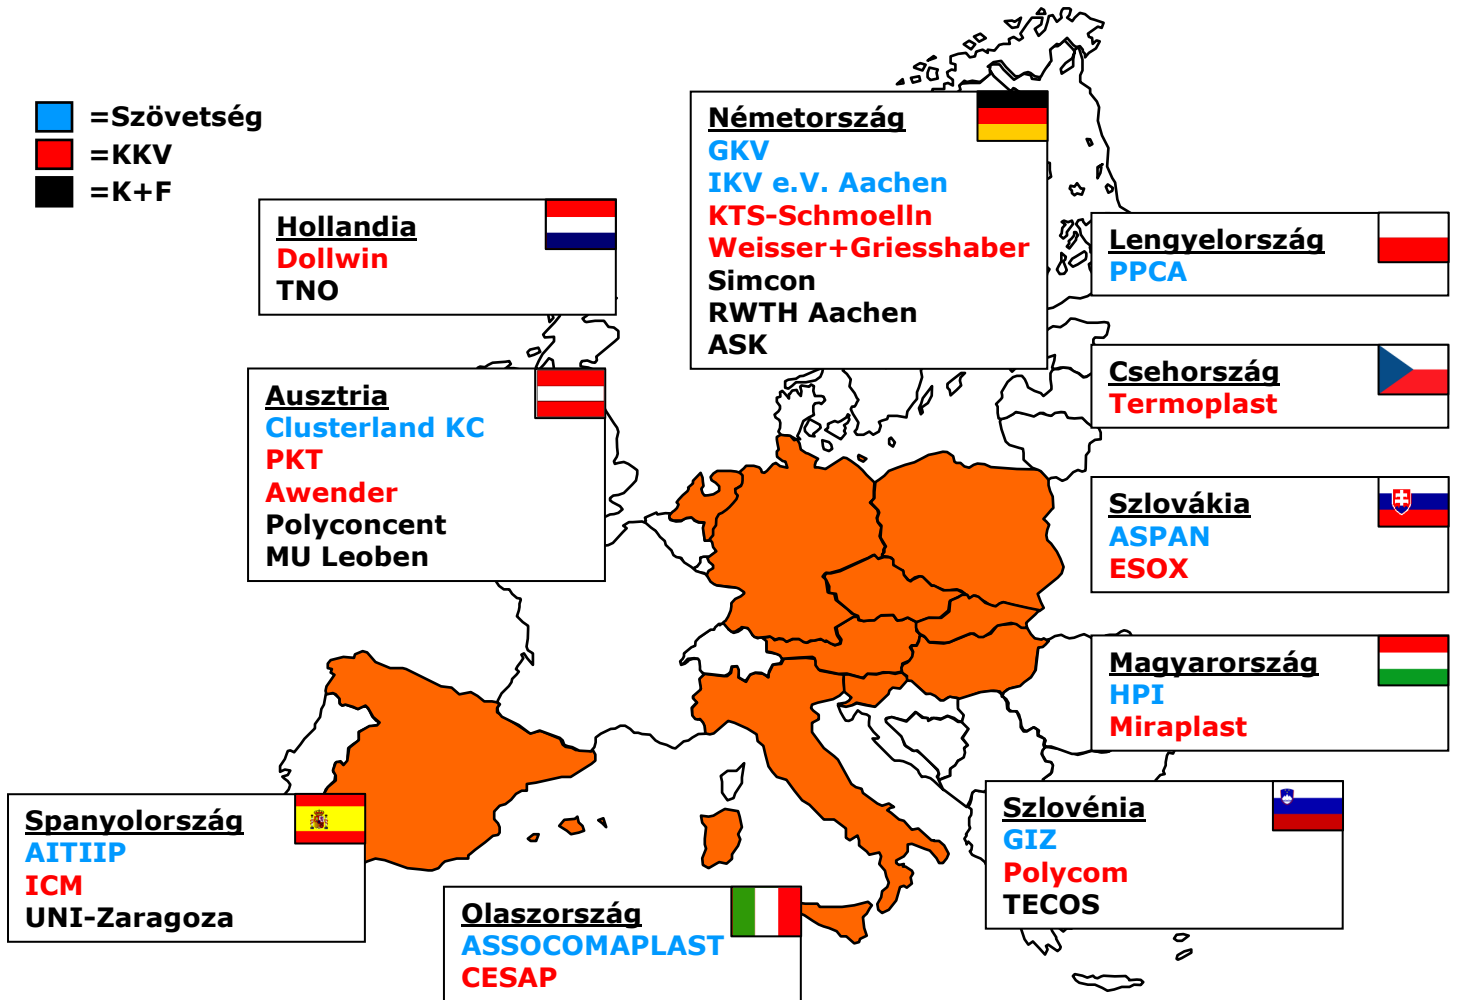 =Szövetség
=KKV
=K+F
Németország
GKV
IKV e.V. Aachen
KTS-Schmoelln
Weisser+Griesshaber
Simcon
RWTH Aachen
ASK
Hollandia
Dollwin
TNO
Lengyelország
PPCA
Csehország
Termoplast
Ausztria
Clusterland KC
PKT
Awender
Polyconcent
MU Leoben
Szlovákia
ASPAN
ESOX
Magyarország
HPI
Miraplast
Spanyolország
AITIIP
ICM
UNI-Zaragoza
Szlovénia
GIZ
Polycom
TECOS
Olaszország
ASSOCOMAPLAST
CESAP